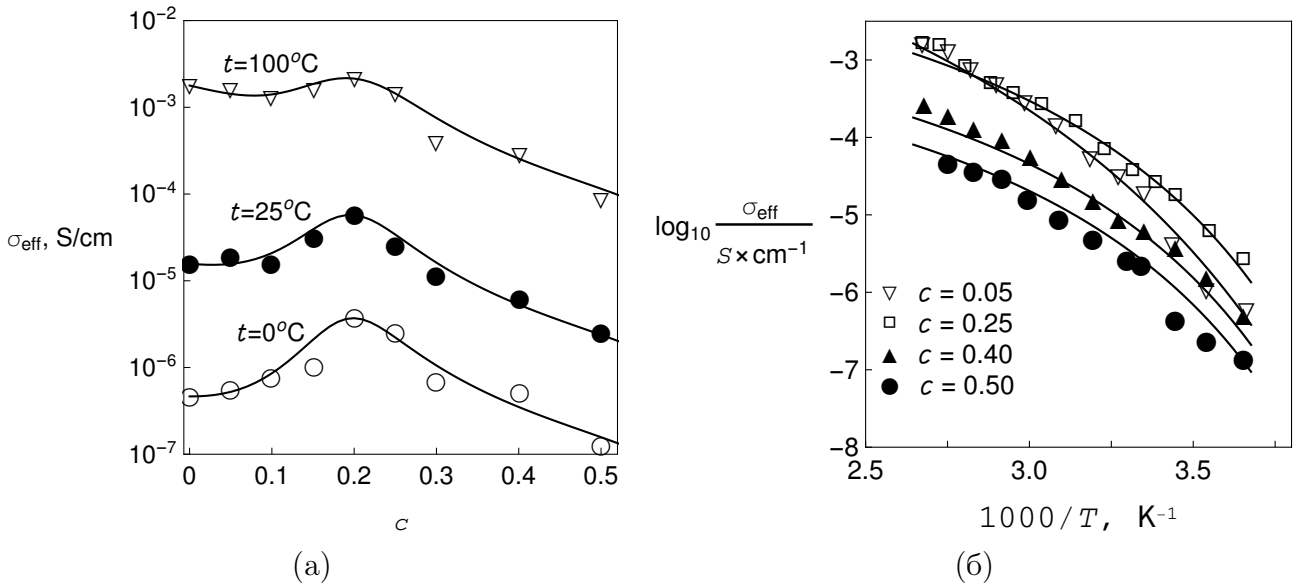 10⁻²
10⁻³
10⁻⁴
10⁻⁵
10⁻⁶
10⁻⁷
σeff, S/cm
t=100°C
t=25°C
t=0°C
0
0.1
0.2
0.3
0.4
0.5
c
(а)
-3
-4
-5
-6
-7
-8
log₁₀ σeff / S×cm⁻¹
c = 0.05
c = 0.25
c = 0.40
c = 0.50
2.5
3.0
3.5
1000/T, K⁻¹
(б)